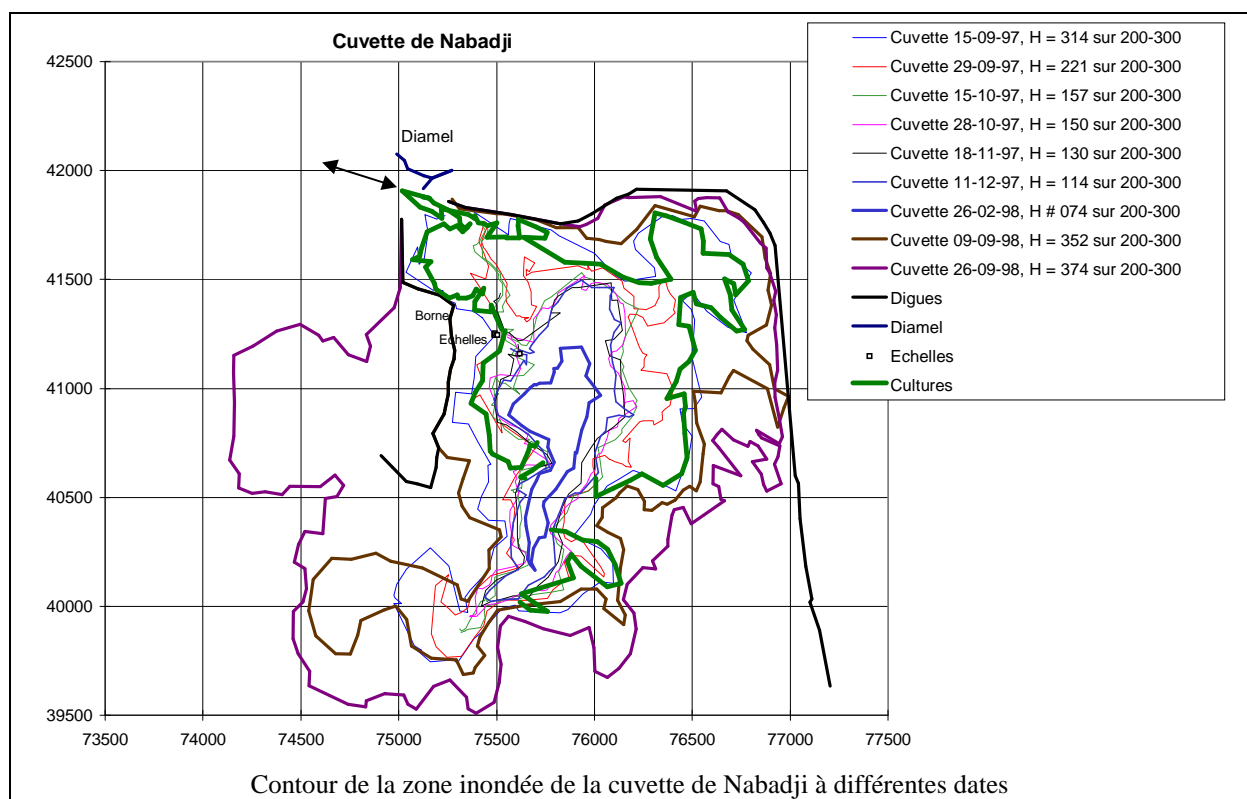 Cuvette de Nabadji
Cuvette 15-09-97, H = 314 sur 200-300
Cuvette 29-09-97, H = 221 sur 200-300
Cuvette 15-10-97, H = 157 sur 200-300
Cuvette 28-10-97, H = 150 sur 200-300
Cuvette 18-11-97, H = 130 sur 200-300
Cuvette 11-12-97, H = 114 sur 200-300
Cuvette 26-02-98, H # 074 sur 200-300
Cuvette 09-09-98, H = 352 sur 200-300
Cuvette 26-09-98, H = 374 sur 200-300
Digues
Diamel
Echelles
Cultures
42500
42000
41500
41000
40500
40000
39500
Diamel
Borne
Echelles
73500 74000 74500 75000 75500 76000 76500 77000 77500
Contour de la zone inondée de la cuvette de Nabadji à différentes dates